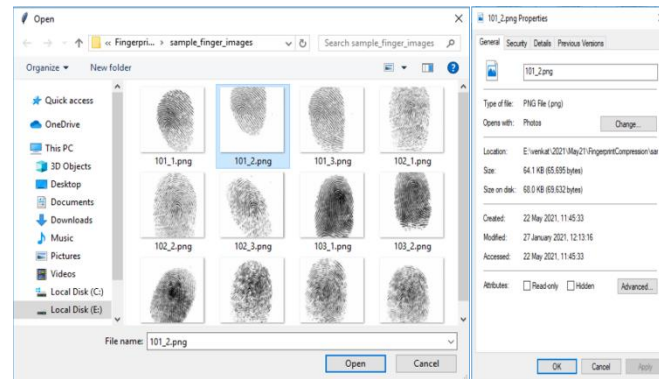 Open
« Fingerpri... › sample_finger_images
Search sample_finger_images
Organize
New folder
Quick access
OneDrive
This PC
3D Objects
Desktop
Documents
Downloads
Music
Pictures
Videos
Local Disk (C:)
Local Disk (E:)
101_1.png
101_2.png
101_3.png
102_1.png
102_2.png
102_3.png
103_1.png
103_2.png
File name:
101_2.png
Open
Cancel
101_2.png Properties
General
Security
Details
Previous Versions
101_2.png
Type of file:
PNG File (.png)
Opens with:
Photos
Change...
Location:
E:\venkat\2021\May21\FingerprintCompression\sar
Size:
64.1 KB (65,695 bytes)
Size on disk:
68.0 KB (69,632 bytes)
Created:
22 May 2021, 11:45:33
Modified:
27 January 2021, 12:13:16
Accessed:
22 May 2021, 11:45:33
Attributes:
Read-only
Hidden
Advanced...
OK
Cancel
Apply